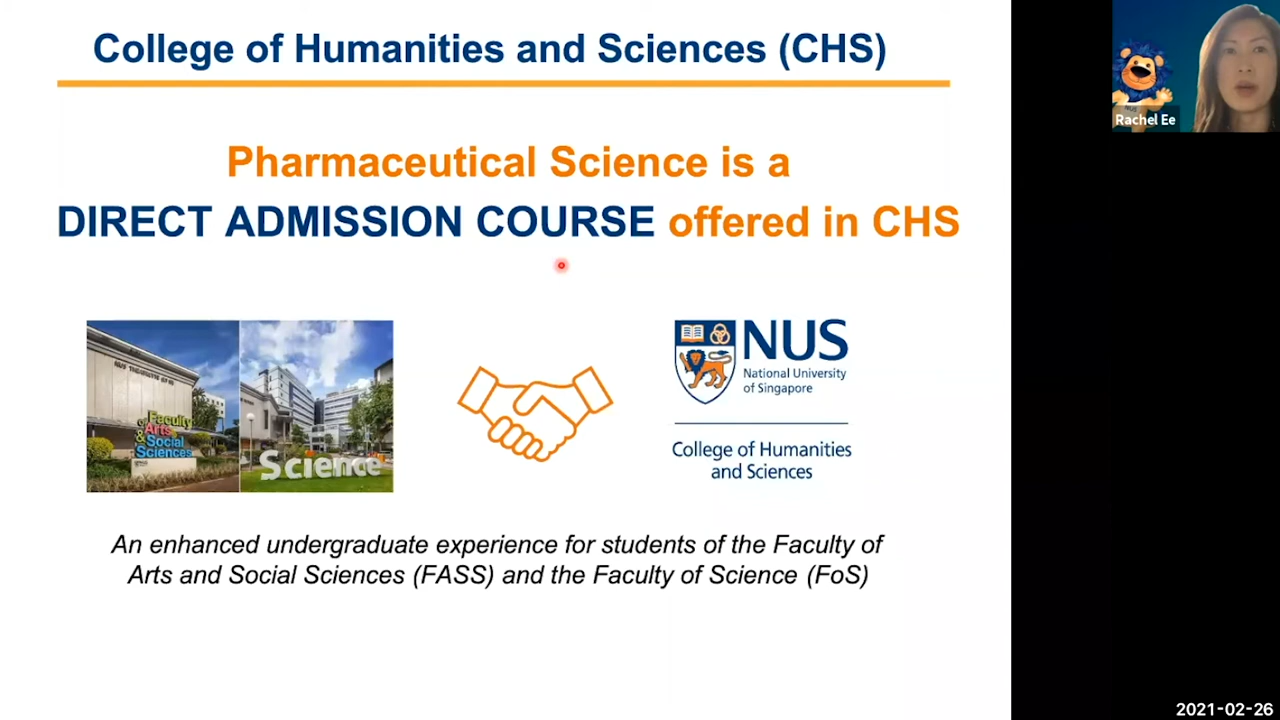 College of Humanities and Sciences (CHS)
Rachel Ee
Pharmaceutical Science is a
DIRECT ADMISSION COURSE offered in CHS
Faculty
of Arts
& Social
Sciences
Science
NUS
National University
of Singapore
College of Humanities
and Sciences
An enhanced undergraduate experience for students of the Faculty of
Arts and Social Sciences (FASS) and the Faculty of Science (FoS)
2021-02-26